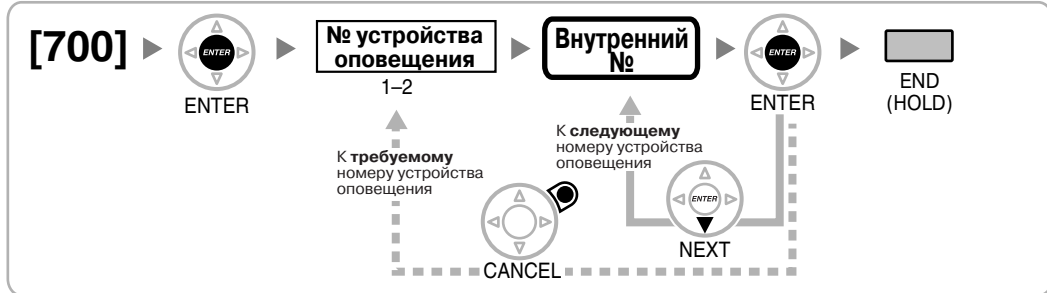 [700]
ENTER
ENTER
№ устройства
оповещения
1–2
Внутренний
№
ENTER
ENTER
END
(HOLD)
К требуемому
номеру устройства
оповещения
К следующему
номеру устройства
оповещения
ENTER
NEXT
CANCEL